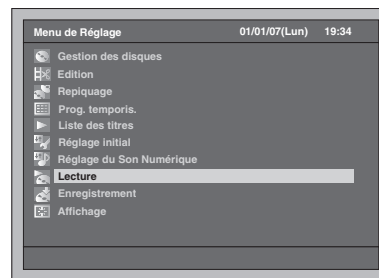 Menu de Réglage 01/01/07(Lun) 19:34
Gestion des disques
Edition
Repiquage
Prog. temporis.
Liste des titres
Réglage initial
Réglage du Son Numérique
Lecture
Enregistrement
Affichage